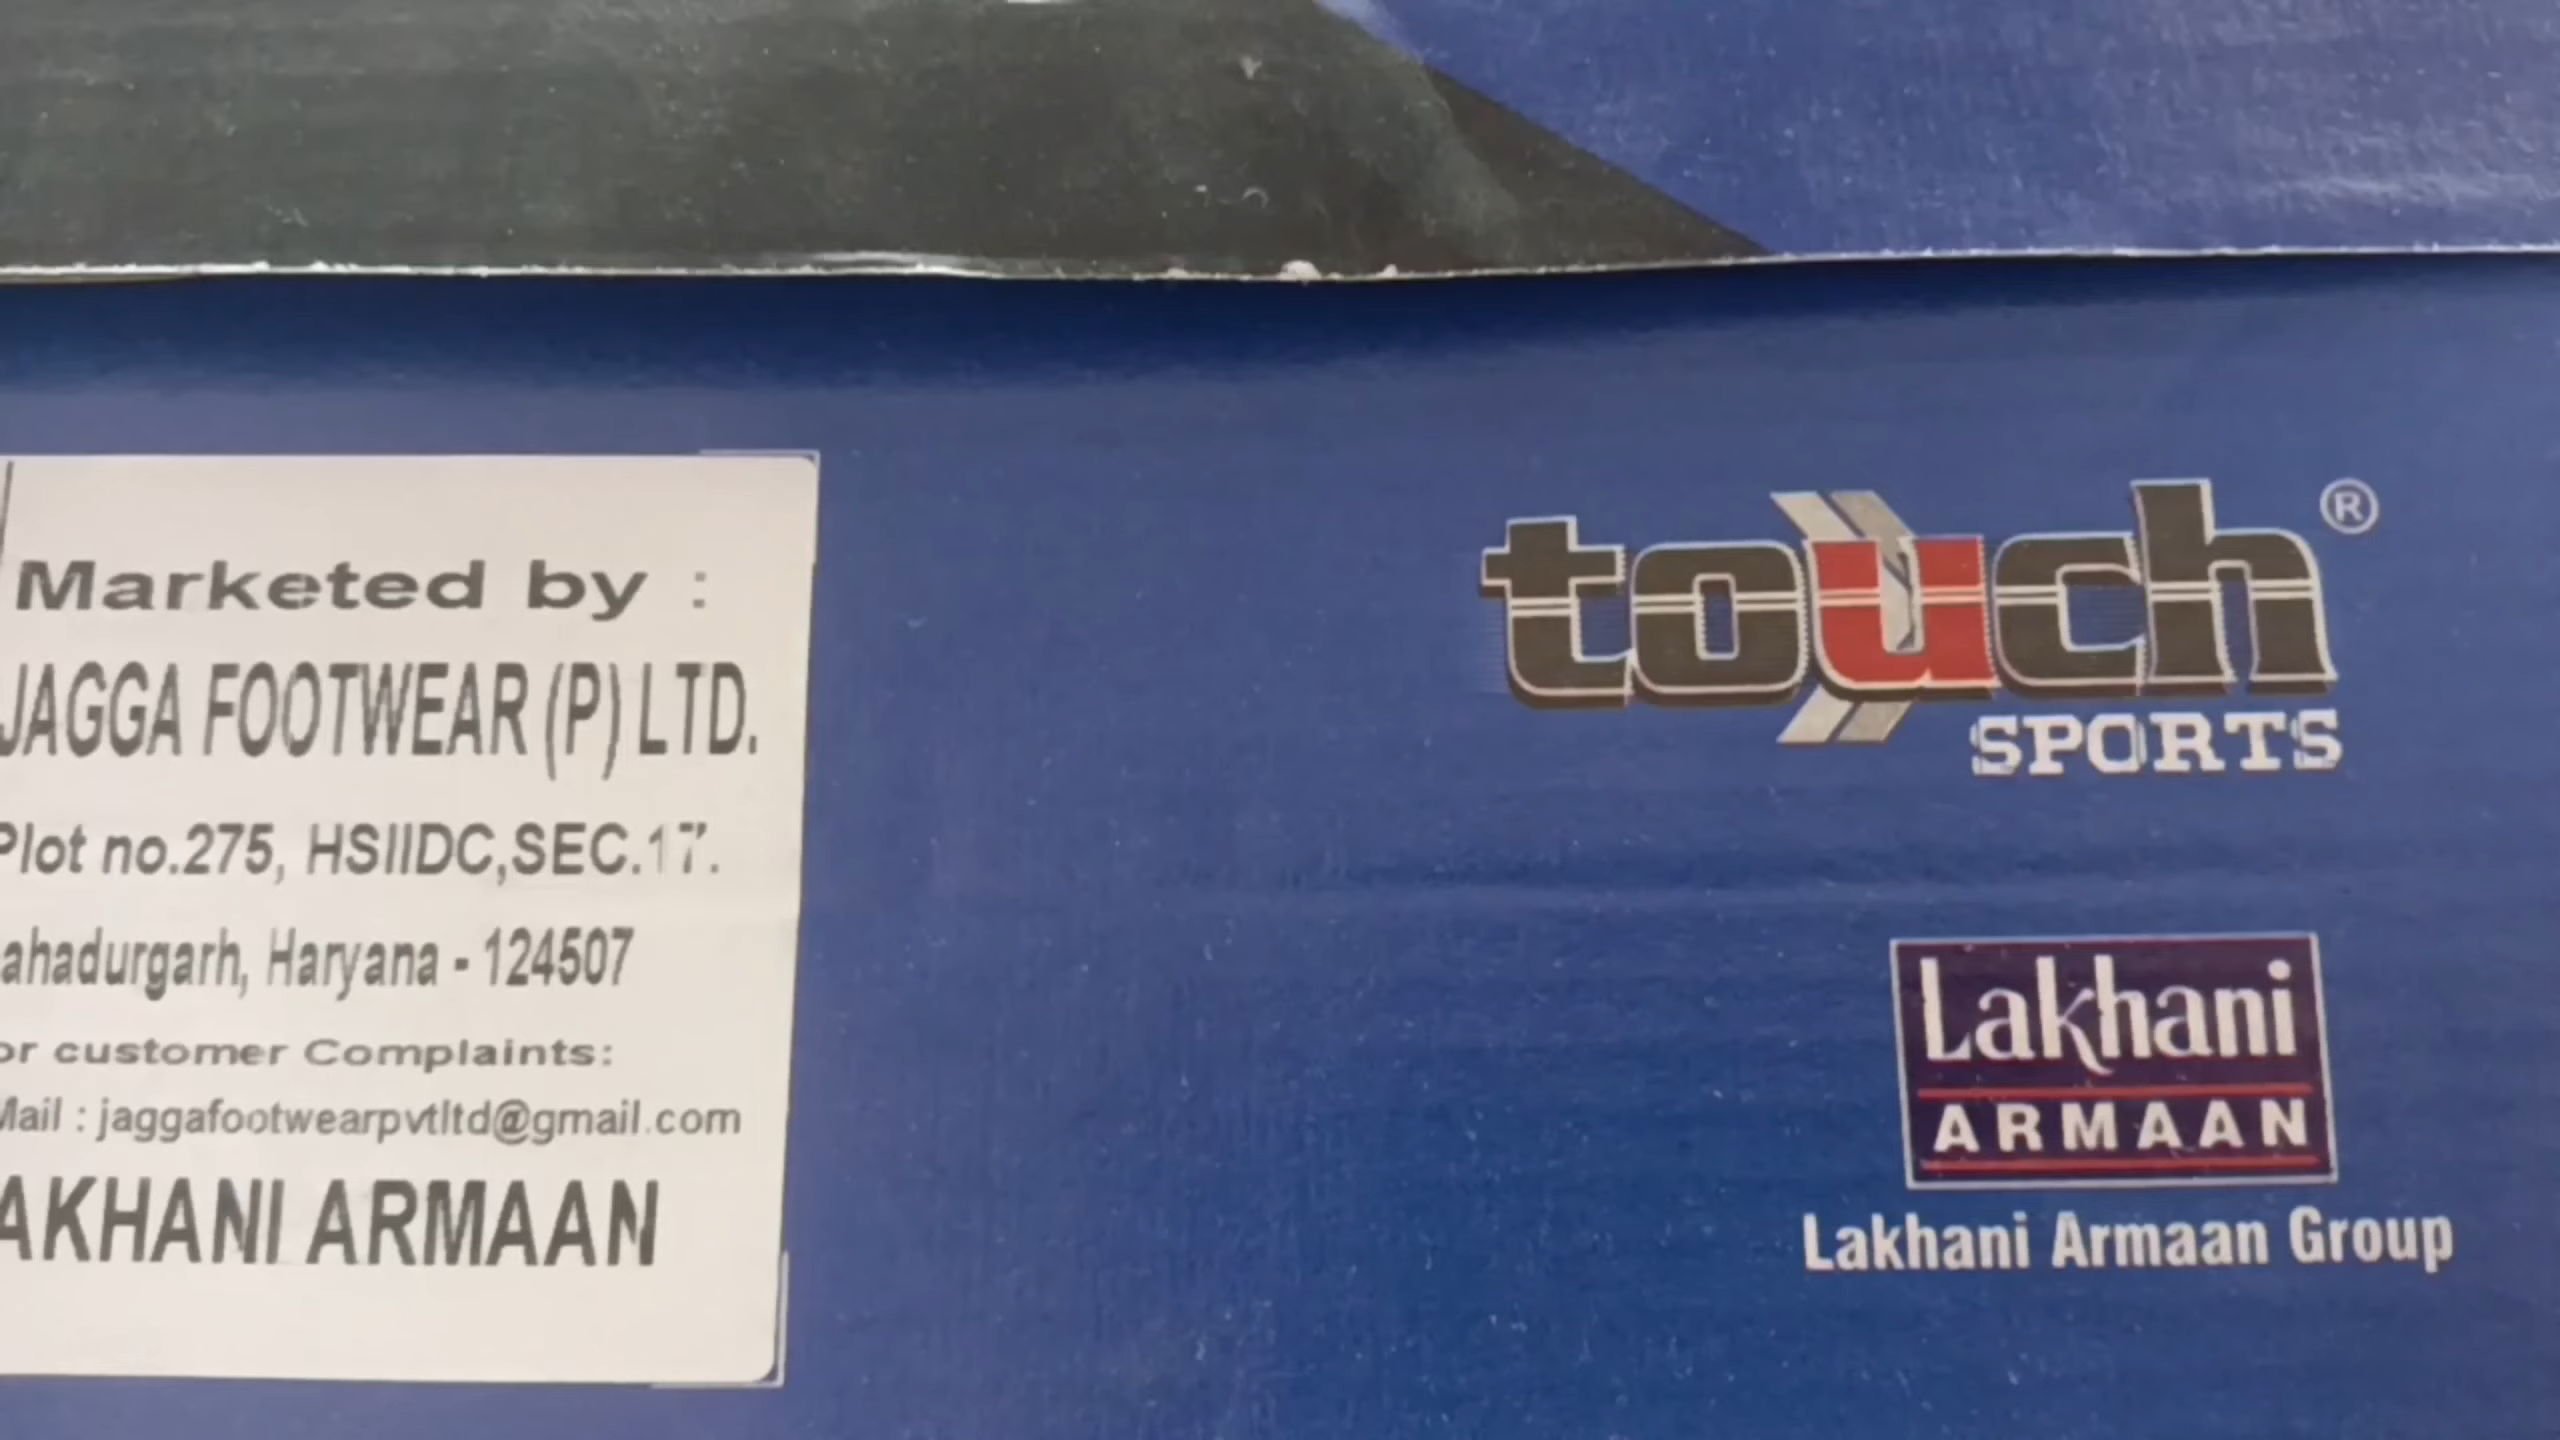 Marketed by :
JAGGA FOOTWEAR (P) LTD.
Plot no.275, HSIIDC,SEC.17.
ahadurgarh, Haryana - 124507
or customer Complaints:
Mail : jaggafootwearpvtltd@gmail.com
AKHANI ARMAAN
touch®
SPORTS
Lakhani
ARMAAN
Lakhani Armaan Group